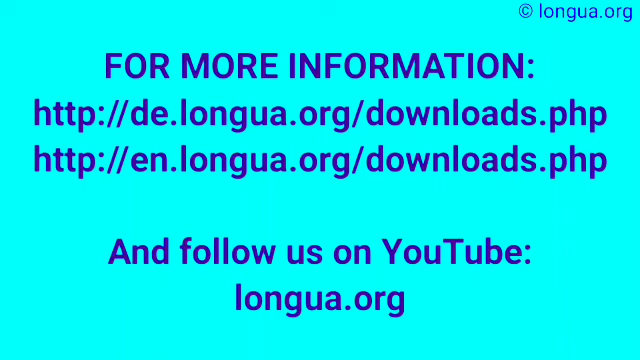 © longua.org
FOR MORE INFORMATION:
http://de.longua.org/downloads.php
http://en.longua.org/downloads.php
And follow us on YouTube:
longua.org